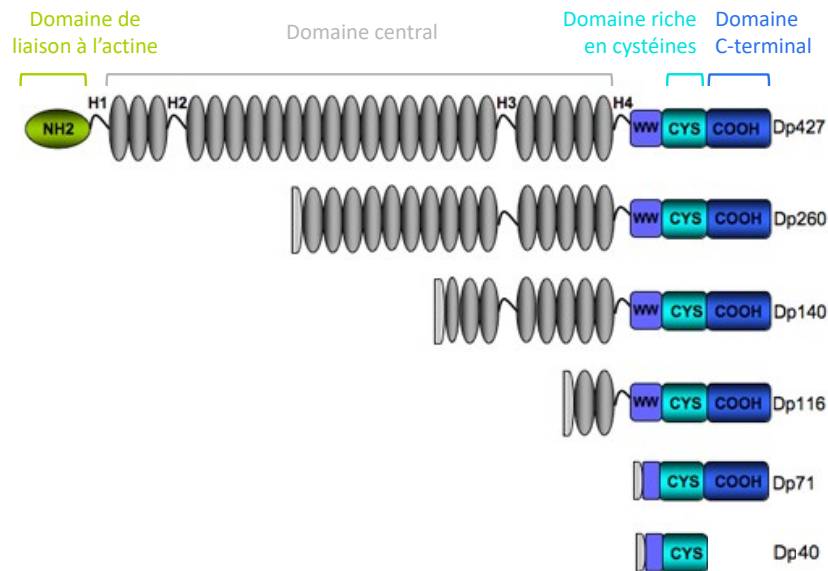 Domaine de
liaison à l’actine
Domaine central
Domaine riche
en cystéines
Domaine
C-terminal
H1
H2
H3
H4
NH2
WW
CYS
COOH
Dp427
Dp260
WW
CYS
COOH
Dp140
WW
CYS
COOH
Dp116
WW
CYS
COOH
Dp71
CYS
COOH
Dp40
CYS